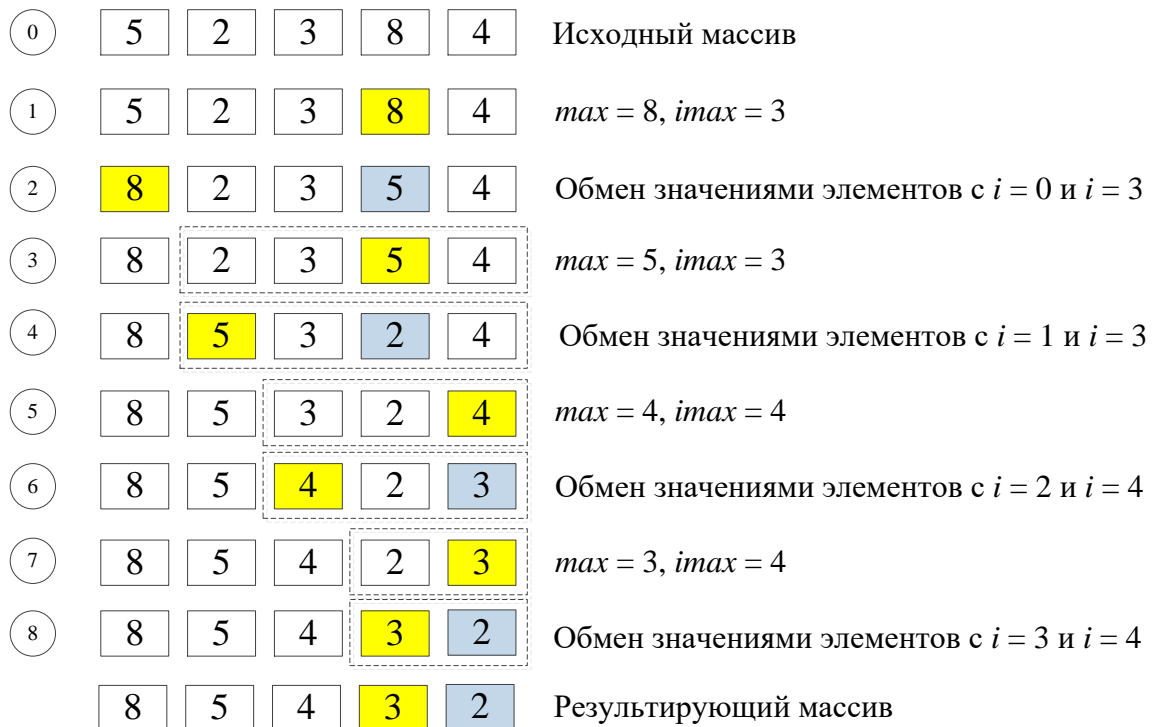 0 5 2 3 8 4 Исходный массив
1 5 2 3 8 4 max = 8, imax = 3
2 8 2 3 5 4 Обмен значениями элементов с i = 0 и i = 3
3 8 2 3 5 4 max = 5, imax = 3
4 8 5 3 2 4 Обмен значениями элементов с i = 1 и i = 3
5 8 5 3 2 4 max = 4, imax = 4
6 8 5 4 2 3 Обмен значениями элементов с i = 2 и i = 4
7 8 5 4 2 3 max = 3, imax = 4
8 8 5 4 3 2 Обмен значениями элементов с i = 3 и i = 4
8 5 4 3 2 Результирующий массив